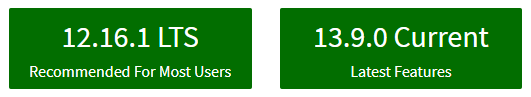 12.16.1 LTS
Recommended For Most Users
13.9.0 Current
Latest Features